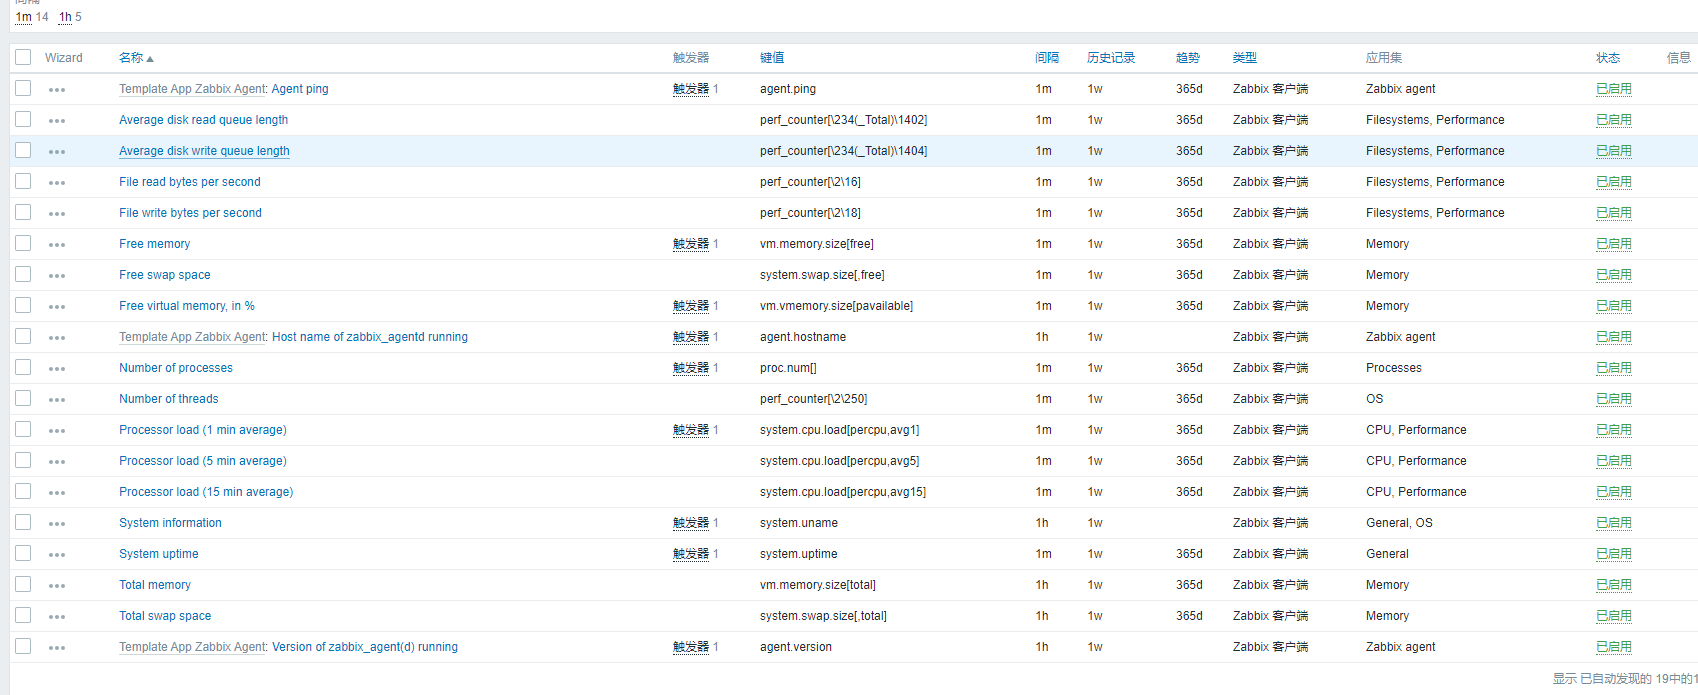 间隔
1m 14 1h 5
Wizard 名称 触发器 键值 间隔 历史记录 趋势 类型 应用集 状态 信息
Template App Zabbix Agent: Agent ping 触发器 1 agent.ping 1m 1w 365d Zabbix 客户端 Zabbix agent 已启用
Average disk read queue length perf_counter[\234(_Total)\1402] 1m 1w 365d Zabbix 客户端 Filesystems, Performance 已启用
Average disk write queue length perf_counter[\234(_Total)\1404] 1m 1w 365d Zabbix 客户端 Filesystems, Performance 已启用
File read bytes per second perf_counter[\2\16] 1m 1w 365d Zabbix 客户端 Filesystems, Performance 已启用
File write bytes per second perf_counter[\2\18] 1m 1w 365d Zabbix 客户端 Filesystems, Performance 已启用
Free memory 触发器 1 vm.memory.size[free] 1m 1w 365d Zabbix 客户端 Memory 已启用
Free swap space system.swap.size[,free] 1m 1w 365d Zabbix 客户端 Memory 已启用
Free virtual memory, in % 触发器 1 vm.vmemory.size[pavailable] 1m 1w 365d Zabbix 客户端 Memory 已启用
Template App Zabbix Agent: Host name of zabbix_agentd running 触发器 1 agent.hostname 1h 1w Zabbix 客户端 Zabbix agent 已启用
Number of processes 触发器 1 proc.num[] 1m 1w 365d Zabbix 客户端 Processes 已启用
Number of threads perf_counter[\2\250] 1m 1w 365d Zabbix 客户端 OS 已启用
Processor load (1 min average) 触发器 1 system.cpu.load[percpu,avg1] 1m 1w 365d Zabbix 客户端 CPU, Performance 已启用
Processor load (5 min average) system.cpu.load[percpu,avg5] 1m 1w 365d Zabbix 客户端 CPU, Performance 已启用
Processor load (15 min average) system.cpu.load[percpu,avg15] 1m 1w 365d Zabbix 客户端 CPU, Performance 已启用
System information 触发器 1 system.uname 1h 1w Zabbix 客户端 General, OS 已启用
System uptime 触发器 1 system.uptime 1m 1w 365d Zabbix 客户端 General 已启用
Total memory vm.memory.size[total] 1h 1w 365d Zabbix 客户端 Memory 已启用
Total swap space system.swap.size[,total] 1h 1w 365d Zabbix 客户端 Memory 已启用
Template App Zabbix Agent: Version of zabbix_agent(d) running 触发器 1 agent.version 1h 1w Zabbix 客户端 Zabbix agent 已启用
显示 已自动发现的 19中的1